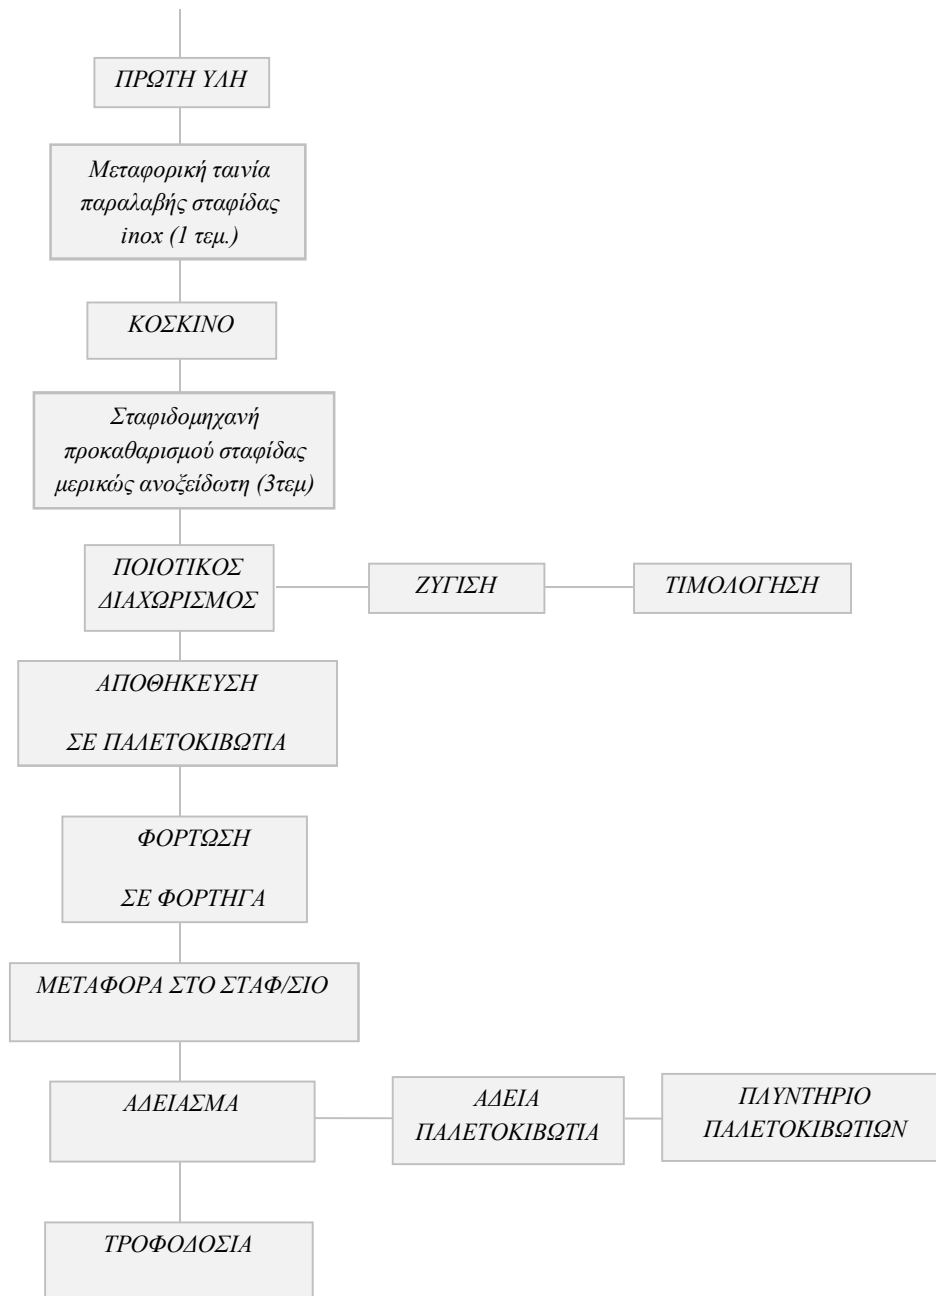 ΠΡΩΤΗ ΥΛΗ
Μεταφορική ταινία
παραλαβής σταφίδας
inox (1 τεμ.)
ΚΟΣΚΙΝΟ
Σταφιδομηχανή
προκαθαρισμού σταφίδας
μερικώς ανοξείδωτη (3τεμ)
ΠΟΙΟΤΙΚΟΣ
ΔΙΑΧΩΡΙΣΜΟΣ
ΖΥΓΙΣΗ
ΤΙΜΟΛΟΓΗΣΗ
ΑΠΟΘΗΚΕΥΣΗ
ΣΕ ΠΑΛΕΤΟΚΙΒΩΤΙΑ
ΦΟΡΤΩΣΗ
ΣΕ ΦΟΡΤΗΓΑ
ΜΕΤΑΦΟΡΑ ΣΤΟ ΣΤΑΦ/ΣΙΟ
ΑΔΕΙΑΣΜΑ
ΑΔΕΙΑ
ΠΑΛΕΤΟΚΙΒΩΤΙΑ
ΠΛΥΝΤΗΡΙΟ
ΠΑΛΕΤΟΚΙΒΩΤΙΩΝ
ΤΡΟΦΟΔΟΣΙΑ